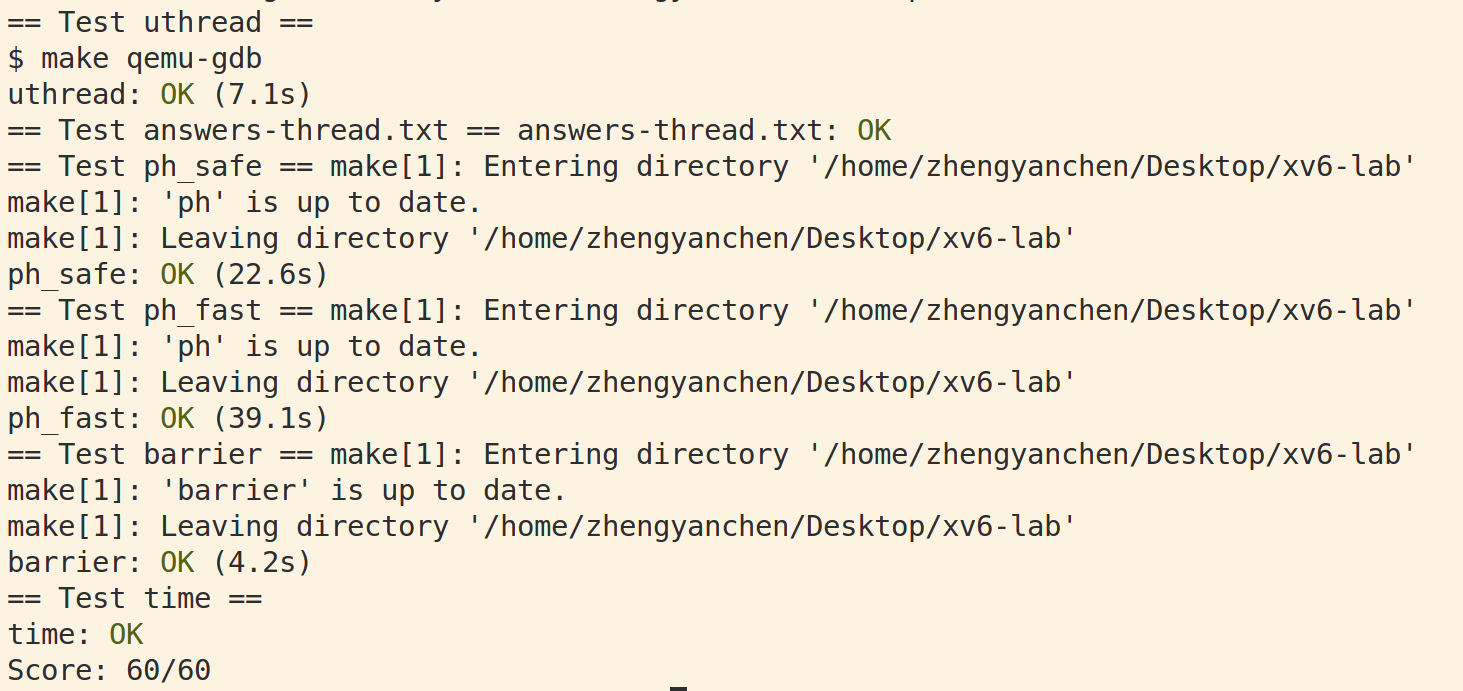 == Test uthread ==
$ make qemu-gdb
uthread: OK (7.1s)
== Test answers-thread.txt == answers-thread.txt: OK
== Test ph_safe == make[1]: Entering directory '/home/zhengyanchen/Desktop/xv6-lab'
make[1]: 'ph' is up to date.
make[1]: Leaving directory '/home/zhengyanchen/Desktop/xv6-lab'
ph_safe: OK (22.6s)
== Test ph_fast == make[1]: Entering directory '/home/zhengyanchen/Desktop/xv6-lab'
make[1]: 'ph' is up to date.
make[1]: Leaving directory '/home/zhengyanchen/Desktop/xv6-lab'
ph_fast: OK (39.1s)
== Test barrier == make[1]: Entering directory '/home/zhengyanchen/Desktop/xv6-lab'
make[1]: 'barrier' is up to date.
make[1]: Leaving directory '/home/zhengyanchen/Desktop/xv6-lab'
barrier: OK (4.2s)
== Test time ==
time: OK
Score: 60/60